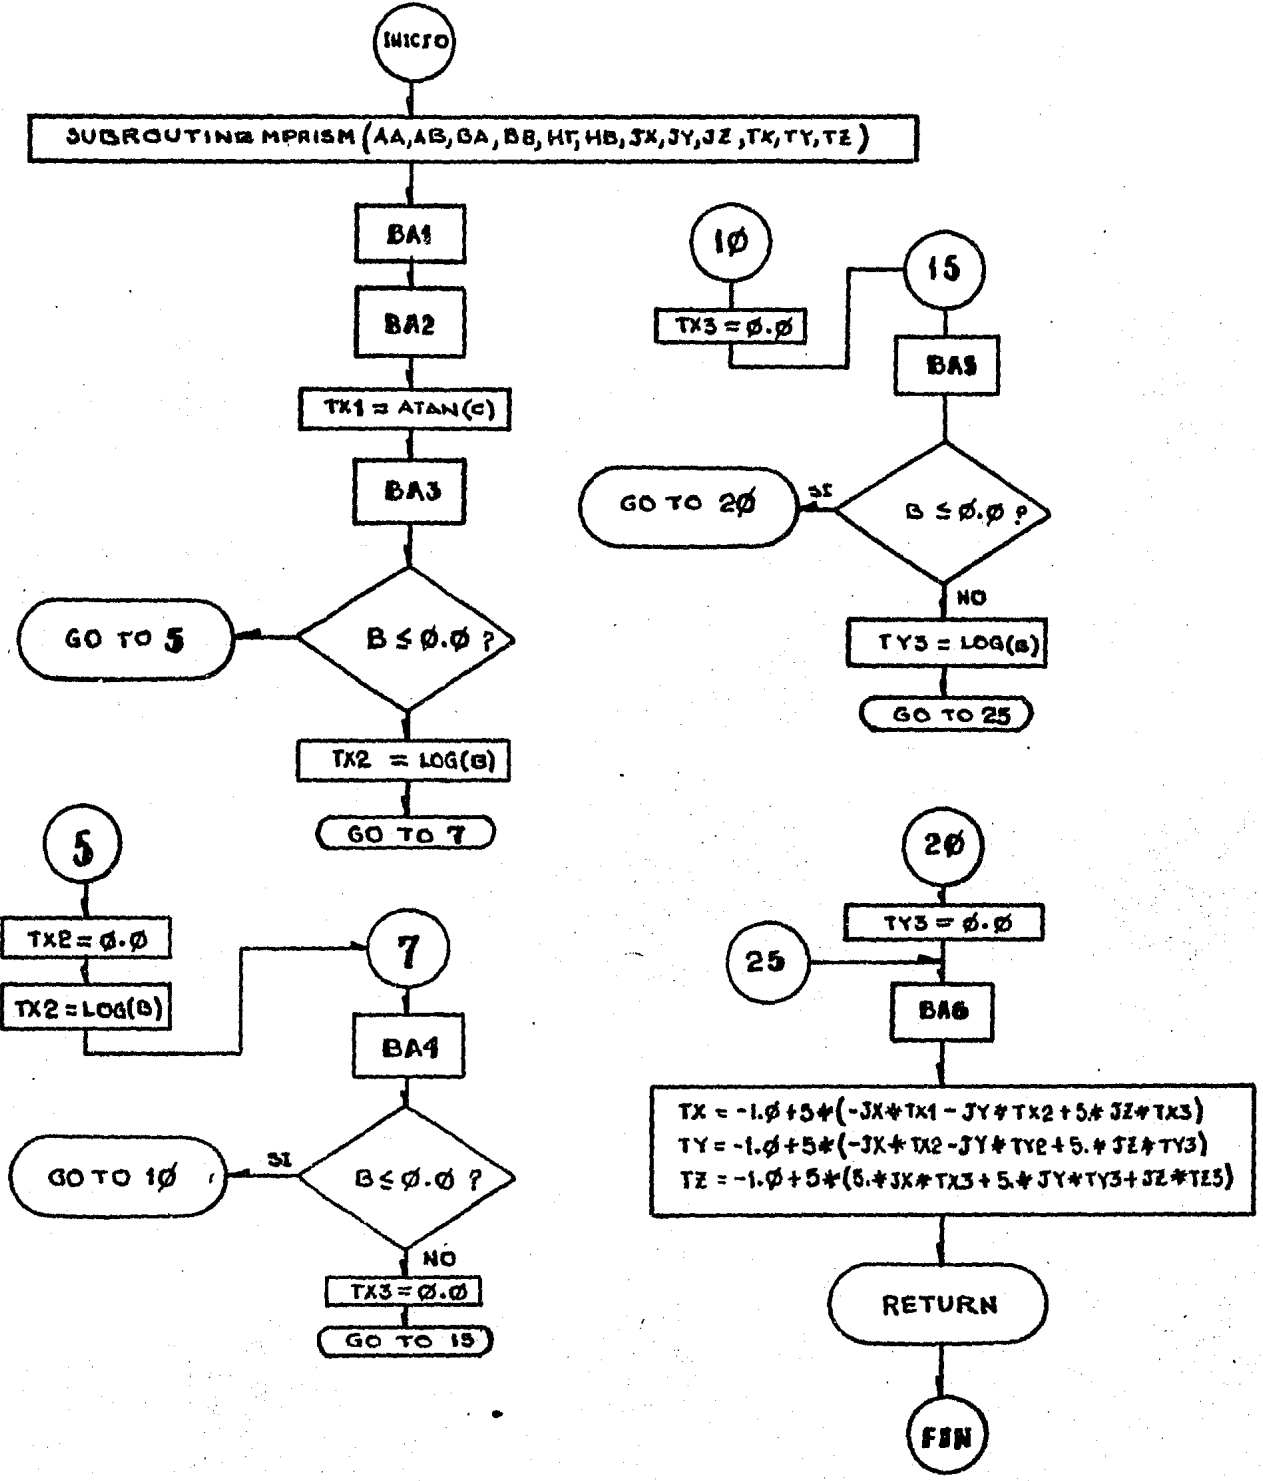 INICIO
SUBROUTINE MPRISM (AA,AB,BA,BB,HT,HB,JX,JY,JZ,TX,TY,TZ)
BA1
BA2
TX1 = ATAN(C)
BA3
B ≤ Ø.Ø ?
GO TO 5
TX2 = LOG(B)
GO TO 7
5
TX2 = Ø.Ø
TX2 = LOG(B)
7
BA4
B ≤ Ø.Ø ?
SI
GO TO 1Ø
NO
TX3 = Ø.Ø
GO TO 15
1Ø
TX3 = Ø.Ø
15
BA5
B ≤ Ø.Ø ?
SI
GO TO 2Ø
NO
TY3 = LOG(B)
GO TO 25
2Ø
TY3 = Ø.Ø
25
BA6
TX = -1.Ø+5*(-JX*TX1-JY*TX2+5.*JZ*TX3)
TY = -1.Ø+5*(-JX*TX2-JY*TY2+5.*JZ*TY3)
TZ = -1.Ø+5*(5.*JX*TX3+5.*JY*TY3+JZ*TZ3)
RETURN
FIN